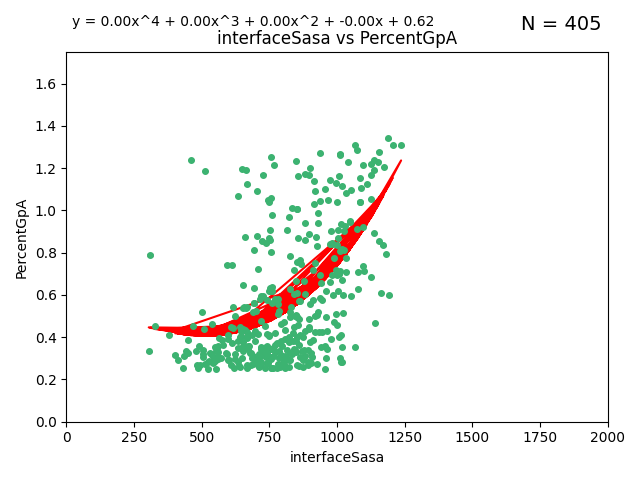 y = 0.00x^4 + 0.00x^3 + 0.00x^2 + -0.00x + 0.62
N = 405
interfaceSasa vs PercentGpA
PercentGpA
1.6
1.4
1.2
1.0
0.8
0.6
0.4
0.2
0.0
0 250 500 750 1000 1250 1500 1750 2000
interfaceSasa